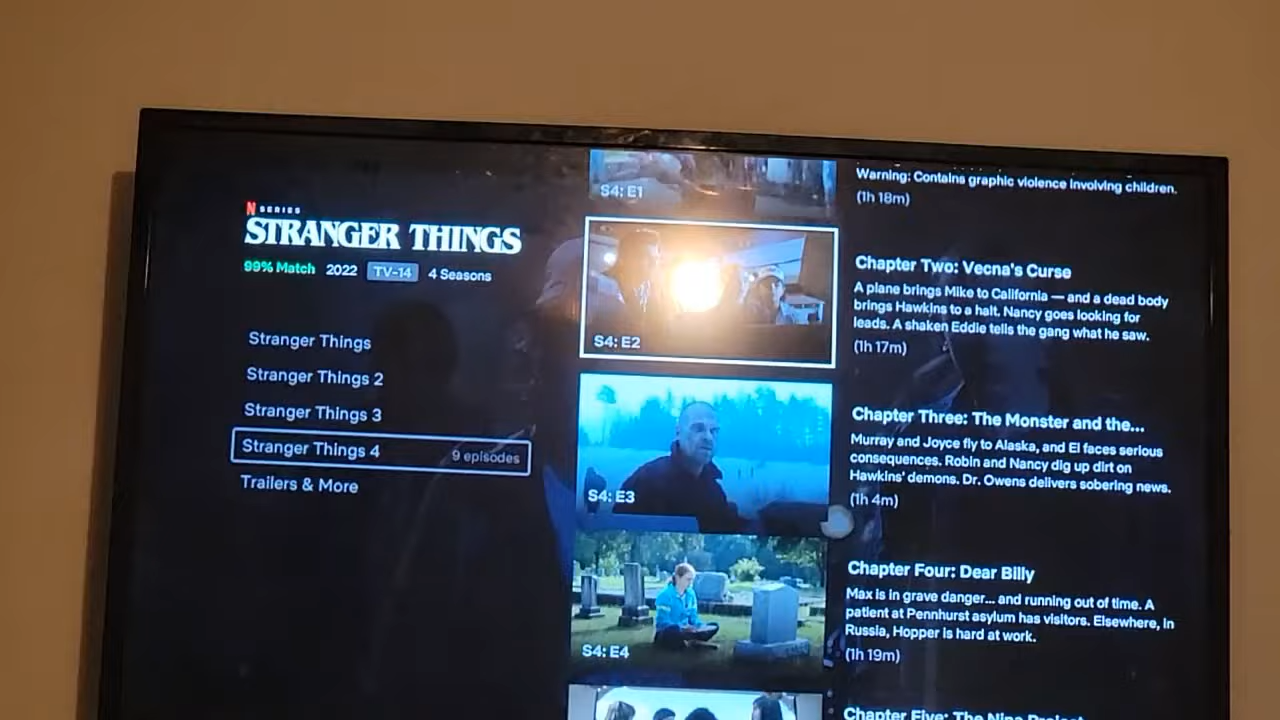 N SERIES
STRANGER THINGS
99% Match 2022 TV-14 4 Seasons
Stranger Things
Stranger Things 2
Stranger Things 3
Stranger Things 4 9 episodes
Trailers & More
S4: E1
Warning: Contains graphic violence involving children.
(1h 18m)
S4: E2
Chapter Two: Vecna's Curse
A plane brings Mike to California — and a dead body
brings Hawkins to a halt. Nancy goes looking for
leads. A shaken Eddie tells the gang what he saw.
(1h 17m)
S4: E3
Chapter Three: The Monster and the...
Murray and Joyce fly to Alaska, and El faces serious
consequences. Robin and Nancy dig up dirt on
Hawkins' demons. Dr. Owens delivers sobering news.
(1h 4m)
S4: E4
Chapter Four: Dear Billy
Max is in grave danger... and running out of time. A
patient at Pennhurst asylum has visitors. Elsewhere, in
Russia, Hopper is hard at work.
(1h 19m)
Chapter Five: The Nina Project